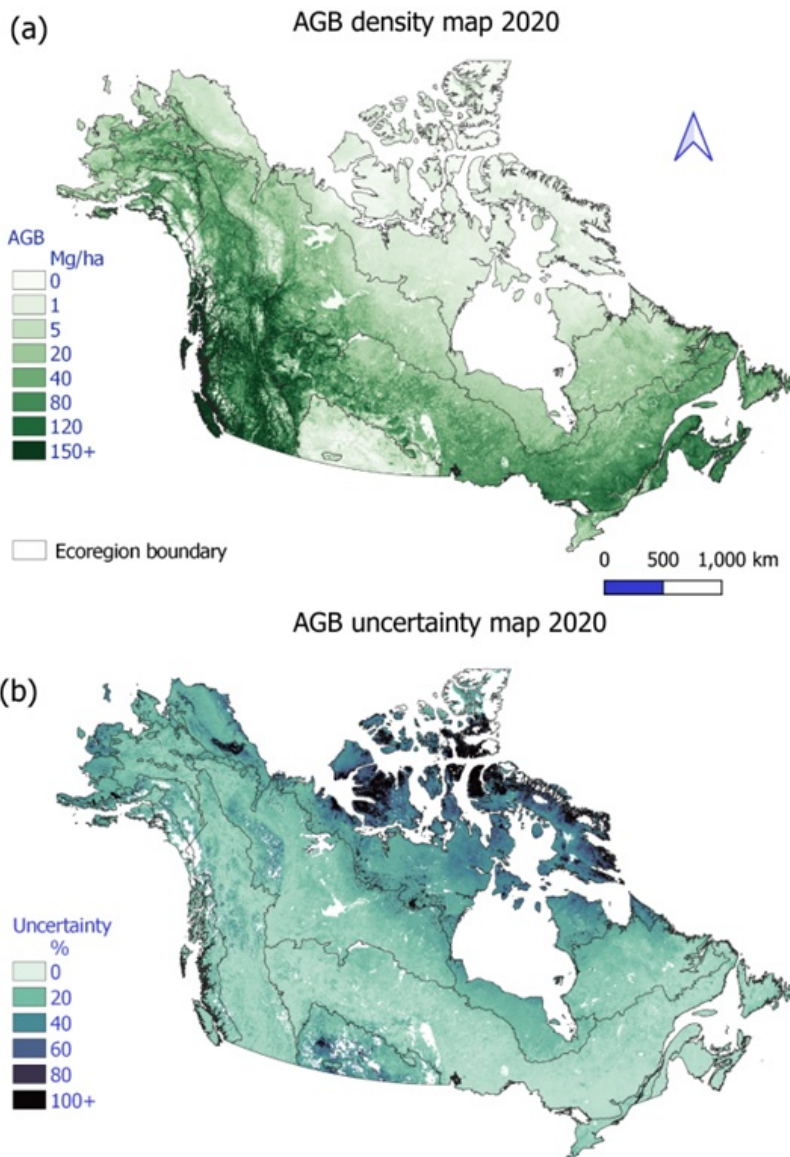 (a)
AGB density map 2020
AGB
Mg/ha
0
1
5
20
40
80
120
150+
Ecoregion boundary
0 500 1,000 km
AGB uncertainty map 2020
(b)
Uncertainty
%
0
20
40
60
80
100+